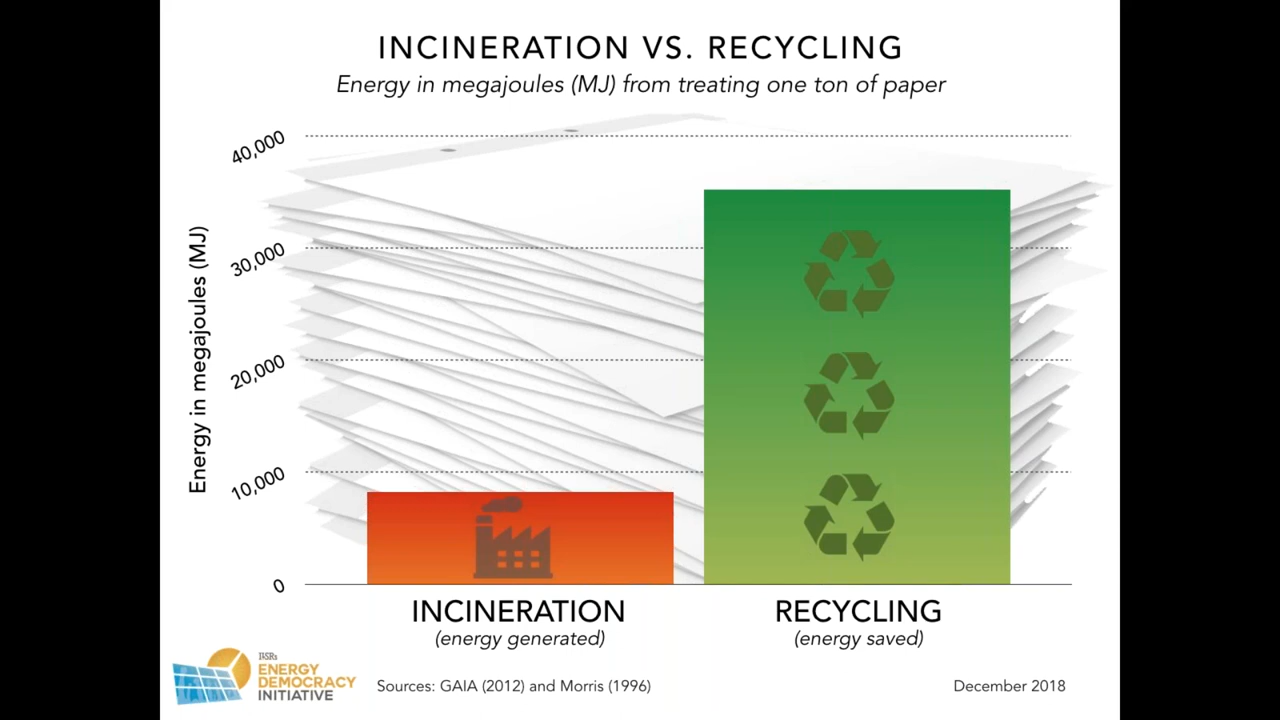 INCINERATION VS. RECYCLING
Energy in megajoules (MJ) from treating one ton of paper
40,000
30,000
20,000
10,000
0
Energy in megajoules (MJ)
INCINERATION
(energy generated)
RECYCLING
(energy saved)
ILSR's
ENERGY
DEMOCRACY
INITIATIVE
Sources: GAIA (2012) and Morris (1996)
December 2018